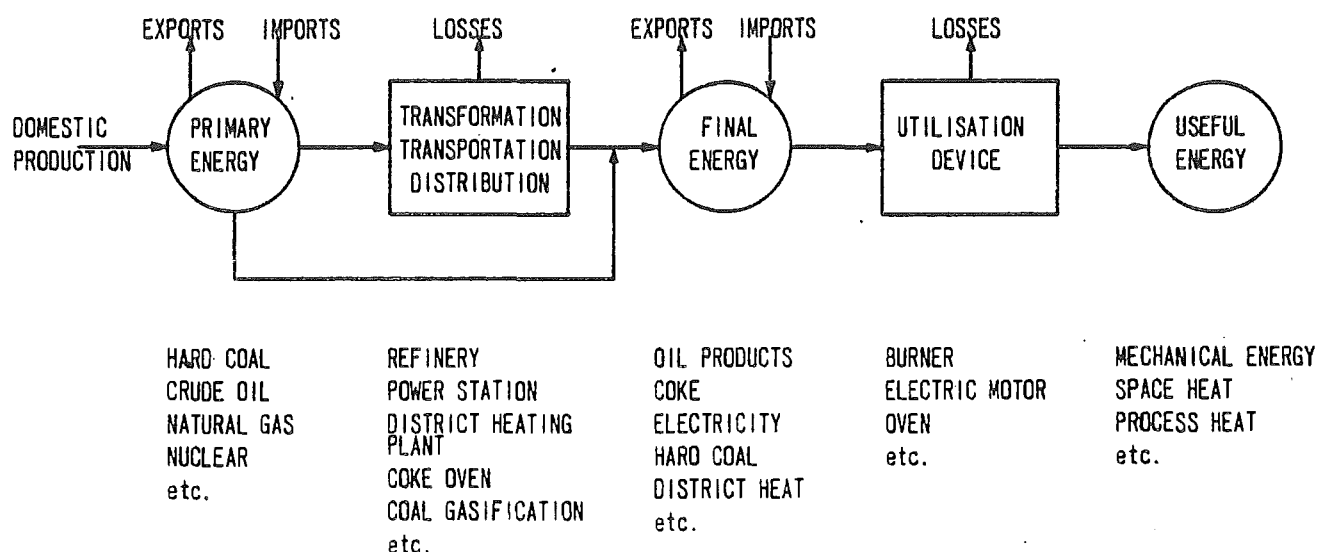 EXPORTS IMPORTS LOSSES EXPORTS IMPORTS LOSSES
DOMESTIC
PRODUCTION
PRIMARY
ENERGY
TRANSFORMATION
TRANSPORTATION
DISTRIBUTION
FINAL
ENERGY
UTILISATION
DEVICE
USEFUL
ENERGY
HARD COAL
CRUDE OIL
NATURAL GAS
NUCLEAR
etc.
REFINERY
POWER STATION
DISTRICT HEATING
PLANT
COKE OVEN
COAL GASIFICATION
etc.
OIL PRODUCTS
COKE
ELECTRICITY
HARD COAL
DISTRICT HEAT
etc.
BURNER
ELECTRIC MOTOR
OVEN
etc.
MECHANICAL ENERGY
SPACE HEAT
PROCESS HEAT
etc.